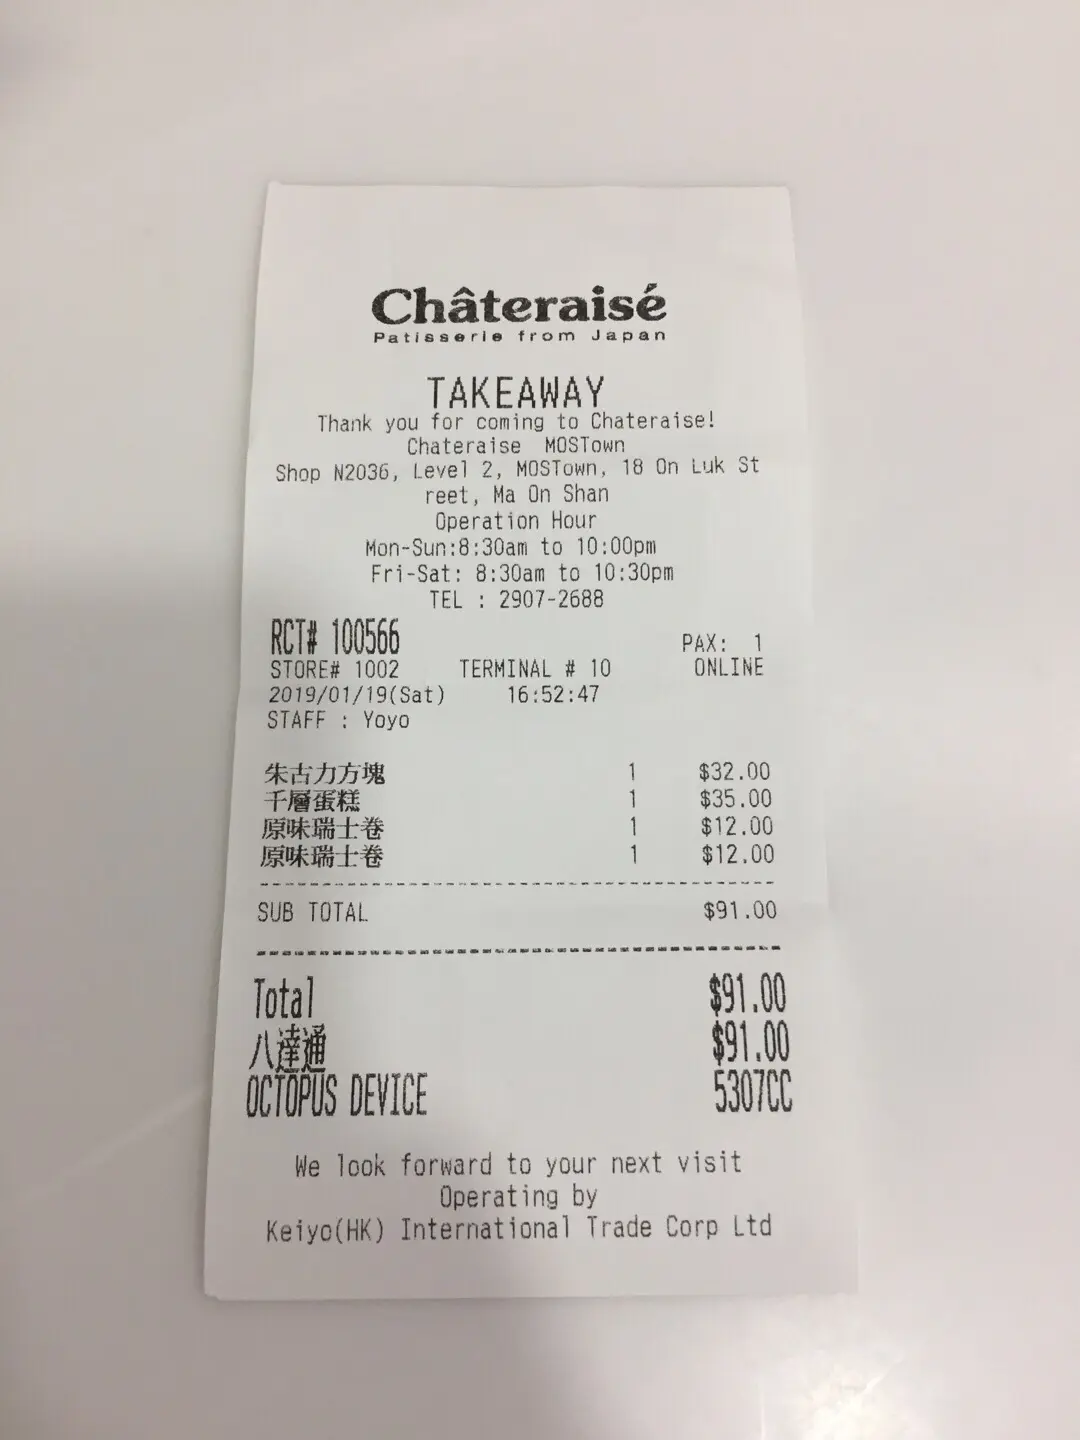 Châteraisé
Patisserie from Japan
TAKEAWAY
Thank you for coming to Chateraise!
Chateraise MOSTown
Shop N2036, Level 2, MOSTown, 18 On Luk St
reet, Ma On Shan
Operation Hour
Mon-Sun:8:30am to 10:00pm
Fri-Sat: 8:30am to 10:30pm
TEL : 2907-2688
RCT# 100566 PAX: 1
STORE# 1002 TERMINAL # 10 ONLINE
2019/01/19(Sat) 16:52:47
STAFF : Yoyo
朱古力方塊 1 $32.00
千層蛋糕 1 $35.00
原味瑞士卷 1 $12.00
原味瑞士卷 1 $12.00
SUB TOTAL $91.00
Total $91.00
八達通 $91.00
OCTOPUS DEVICE 5307CC
We look forward to your next visit
Operating by
Keiyo(HK) International Trade Corp Ltd